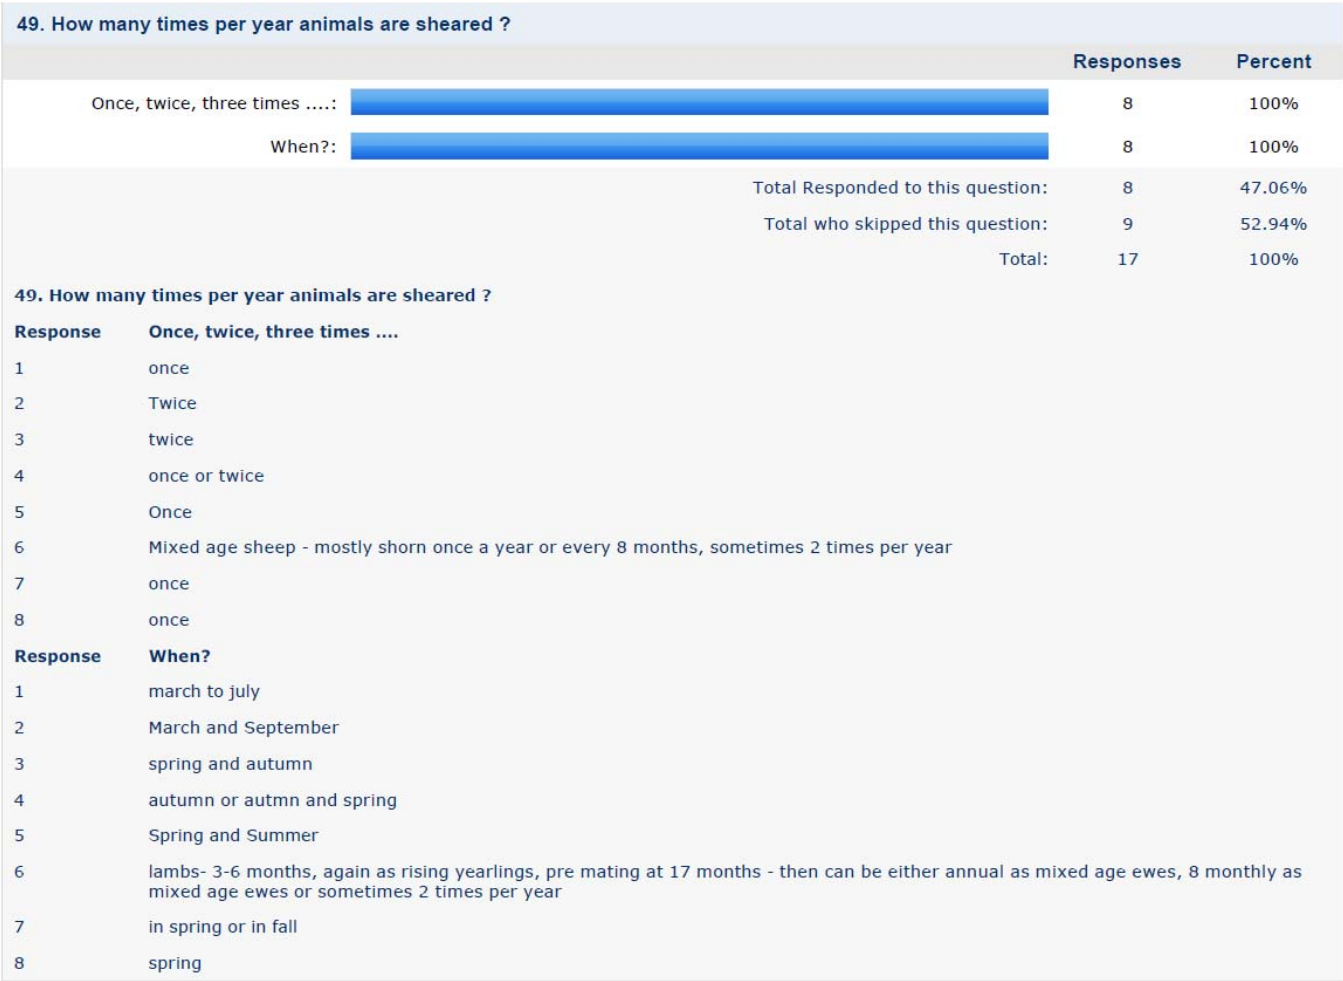 49. How many times per year animals are sheared ?
Responses Percent
Once, twice, three times ....: 8 100%
When?: 8 100%
Total Responded to this question: 8 47.06%
Total who skipped this question: 9 52.94%
Total: 17 100%
49. How many times per year animals are sheared ?
Response Once, twice, three times ....
1 once
2 Twice
3 twice
4 once or twice
5 Once
6 Mixed age sheep - mostly shorn once a year or every 8 months, sometimes 2 times per year
7 once
8 once
Response When?
1 march to july
2 March and September
3 spring and autumn
4 autumn or autmn and spring
5 Spring and Summer
6 lambs- 3-6 months, again as rising yearlings, pre mating at 17 months - then can be either annual as mixed age ewes, 8 monthly as
mixed age ewes or sometimes 2 times per year
7 in spring or in fall
8 spring